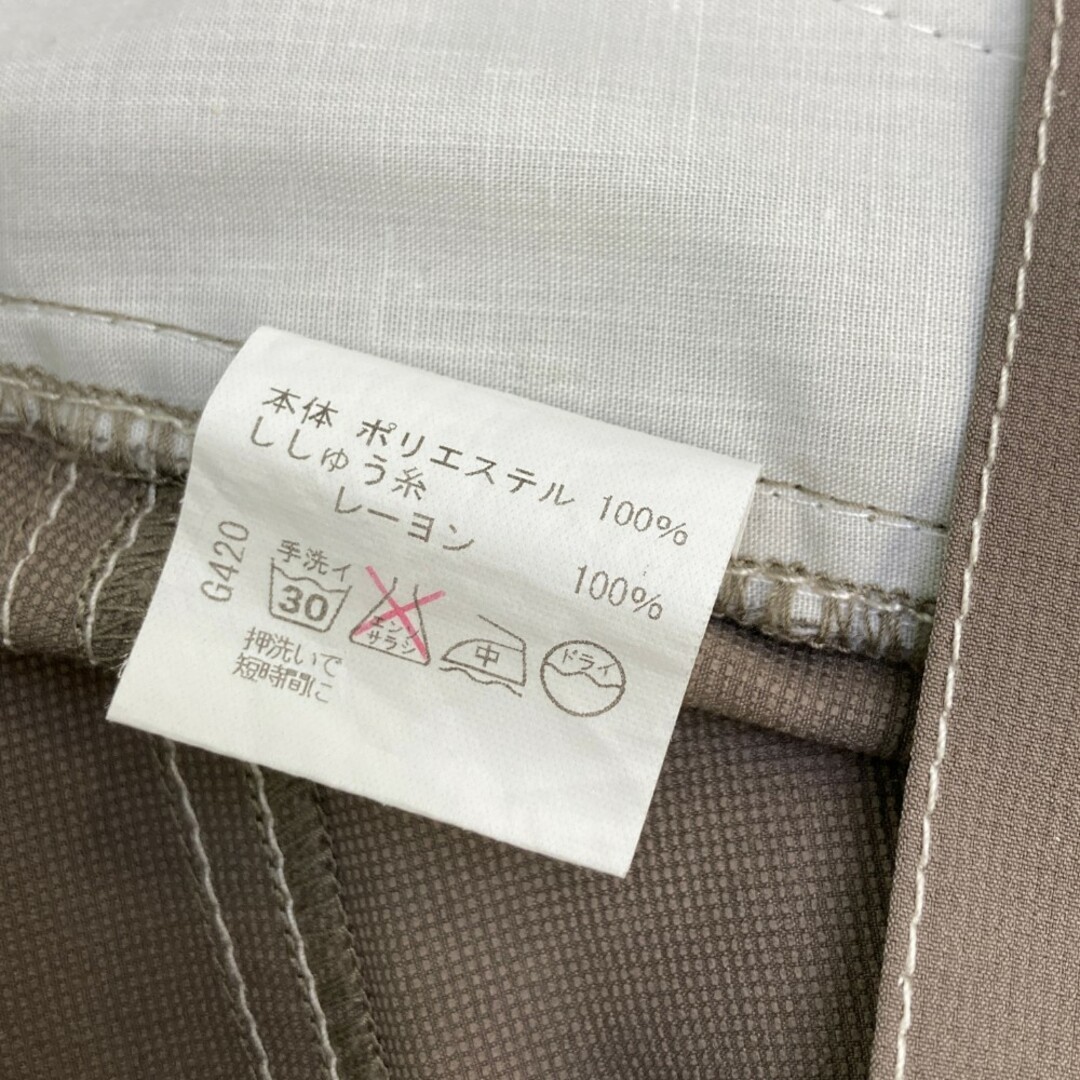 本体 ポリエステル 100%
ししゅう糸
レーヨン 100%
G420
手洗イ
30
エンソ
サラシ
中
ドライ
押洗いで
短時間に